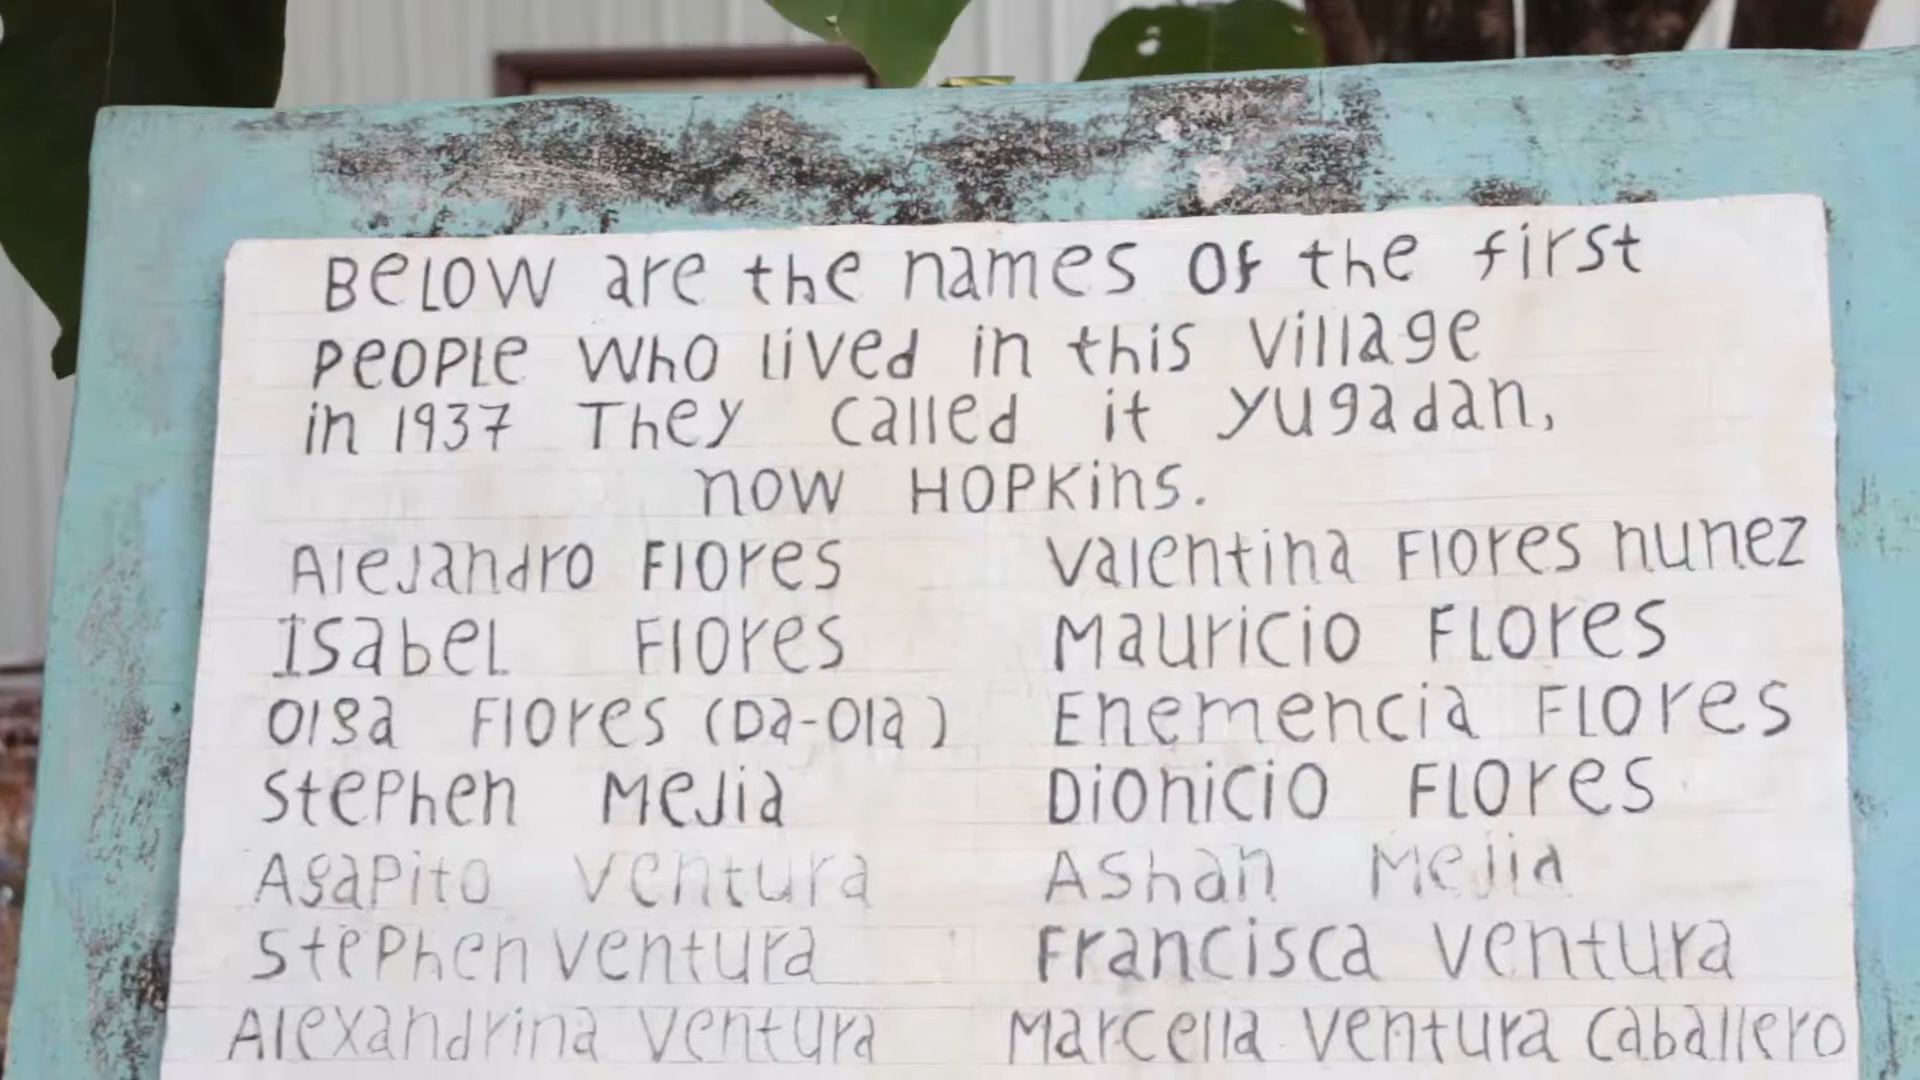 BeLOW are the names of the first
PeOPLe Who lived in this Village
in 1937 They called it yugadan,
now HOPKins.
Alejandro Flores Valentina Flores nunez
Isabel Flores Mauricio FLores
Olga Flores (Da-Ola) Enemencia FLores
StePhen MeJia Dionicio FLores
AgaPito Ventura Ashan MeJia
StePhen Ventura Francisca Ventura
Alexandrina Ventura Marcella Ventura Caballero